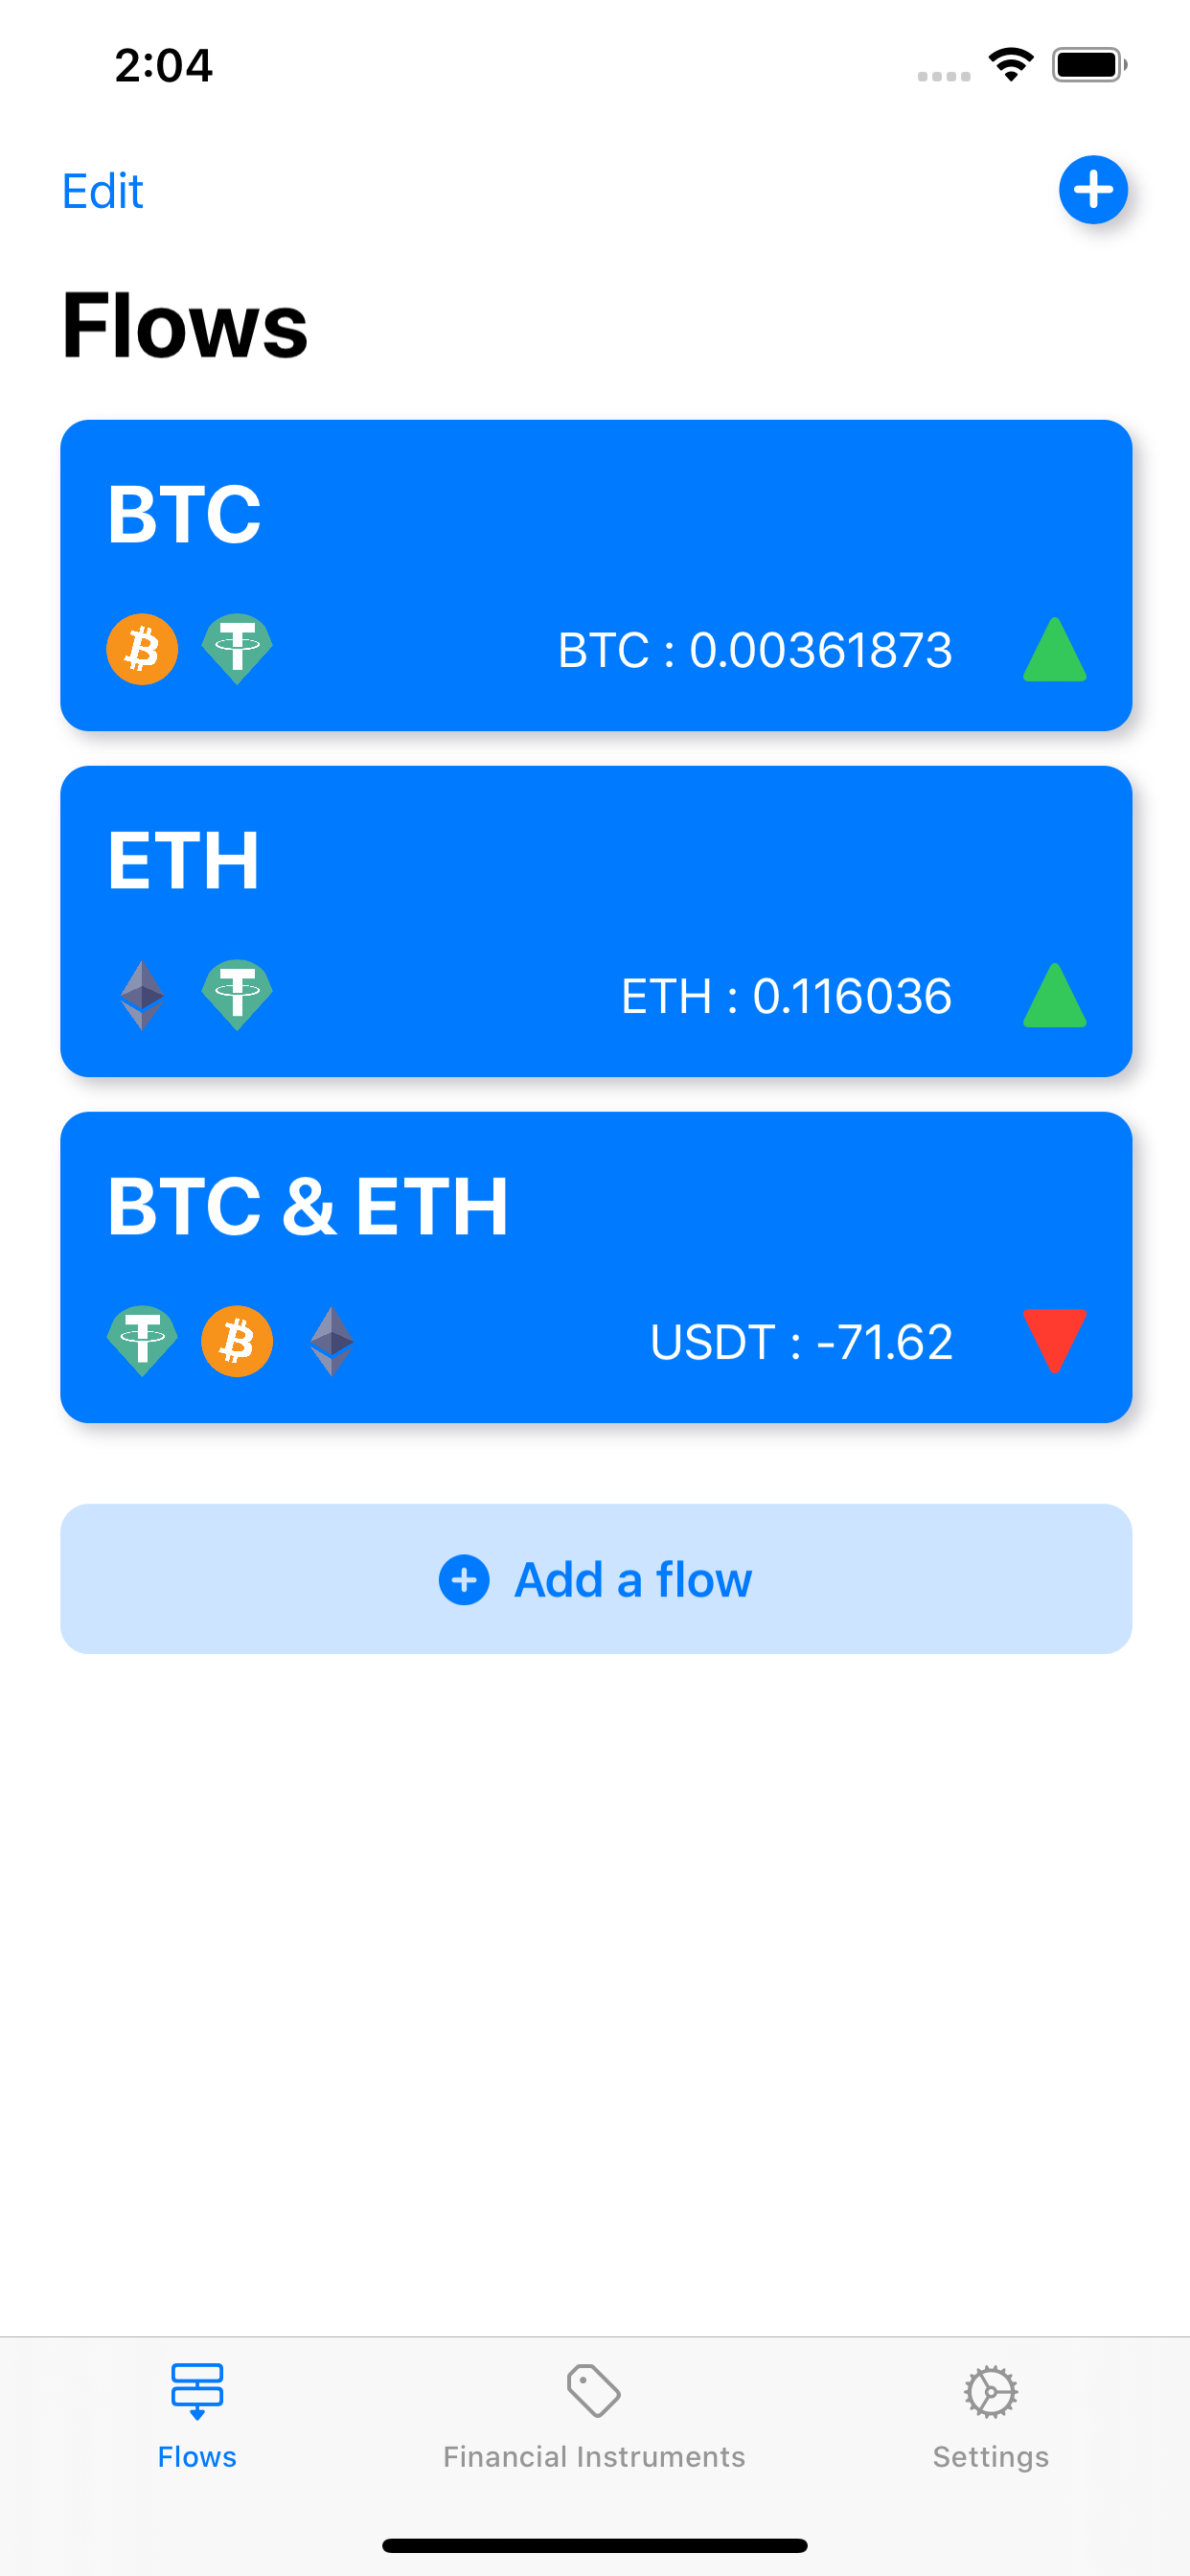 2:04
Edit
Flows
BTC
BTC : 0.00361873
ETH
ETH : 0.116036
BTC & ETH
USDT : -71.62
Add a flow
Flows
Financial Instruments
Settings